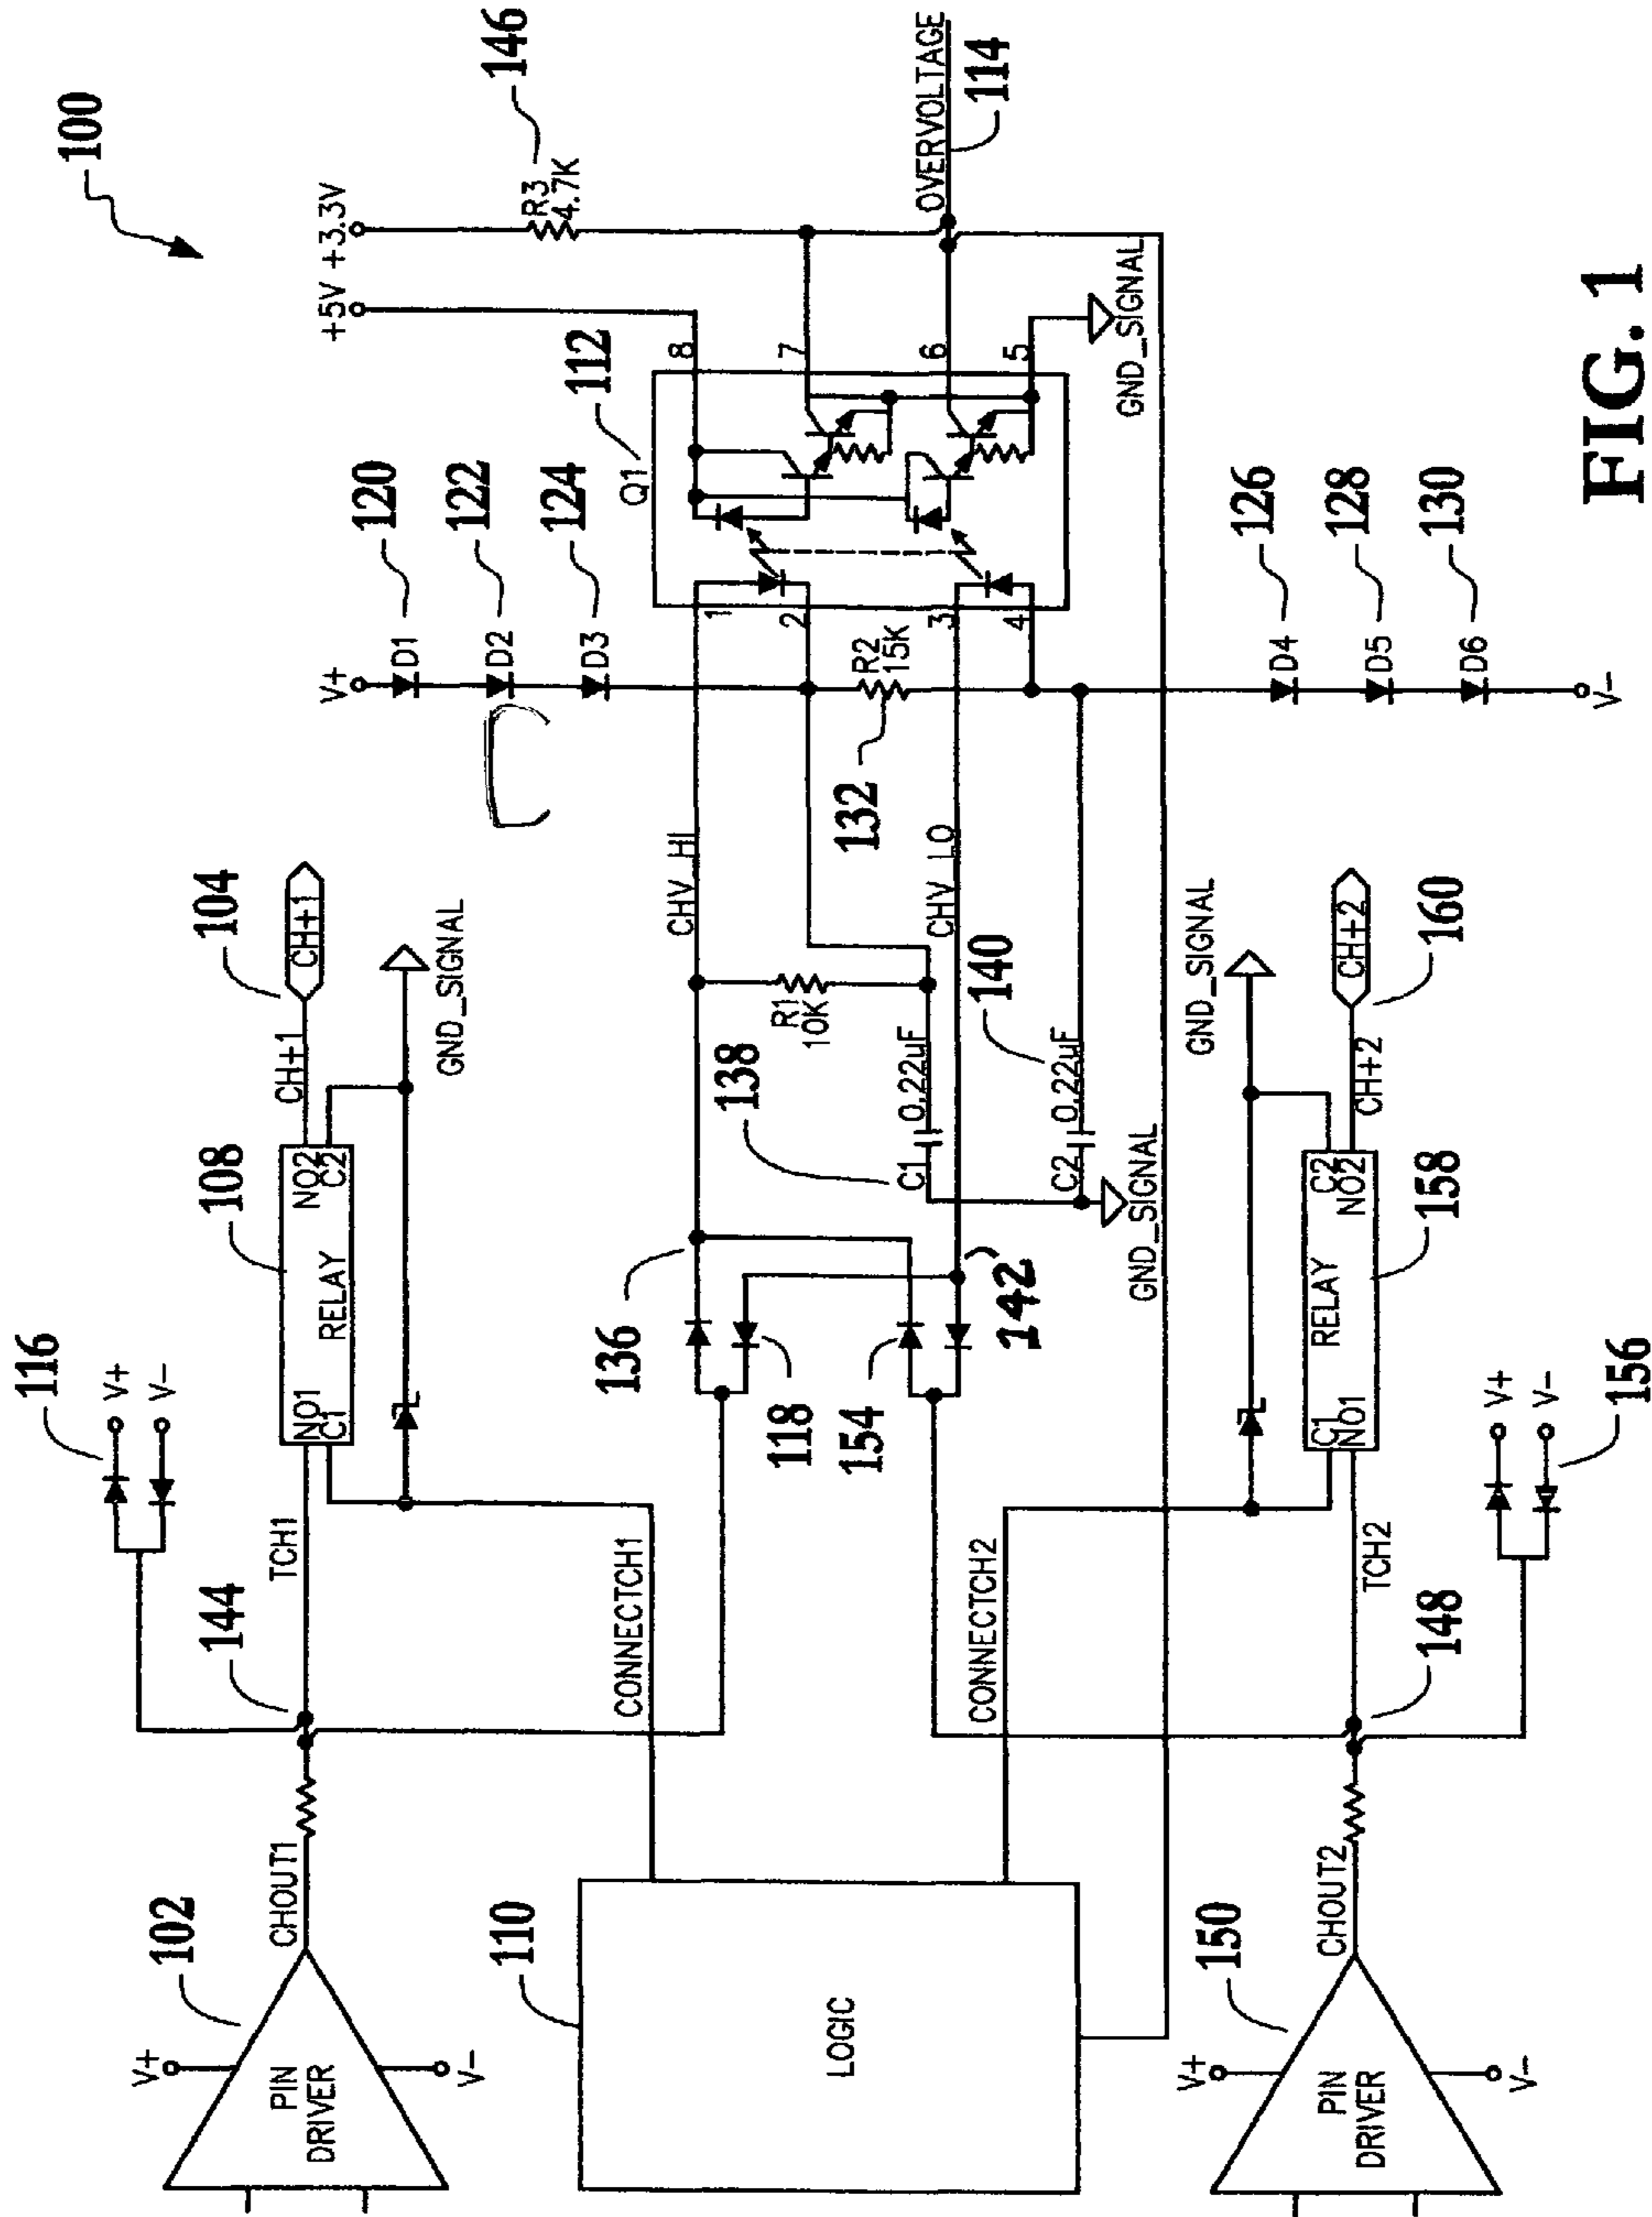 100
V+
V-
116
PIN
DRIVER
V+
V-
102
CHOUT1
144
TCH1
NO1
C1
RELAY
NO2
C2
108
CH+1
CH+1
104
GND_SIGNAL
CONNECTCH1
LOGIC
110
CONNECTCH2
136
118
154
142
CHV_HI
R1
10K
138
C1
0.22uF
CHV_LO
140
C2
0.22uF
GND_SIGNAL
V+
D1
120
D2
122
D3
124
132
R2
15K
D4
126
D5
128
D6
130
V-
Q1
112
1
2
3
4
8
7
6
5
+5V
+3.3V
R3
4.7K
146
OVERVOLTAGE
114
GND_SIGNAL
PIN
DRIVER
V+
V-
150
CHOUT2
148
TCH2
C1
NO1
RELAY
C2
NO2
158
GND_SIGNAL
CH+2
CH+2
160
V+
V-
156
FIG. 1